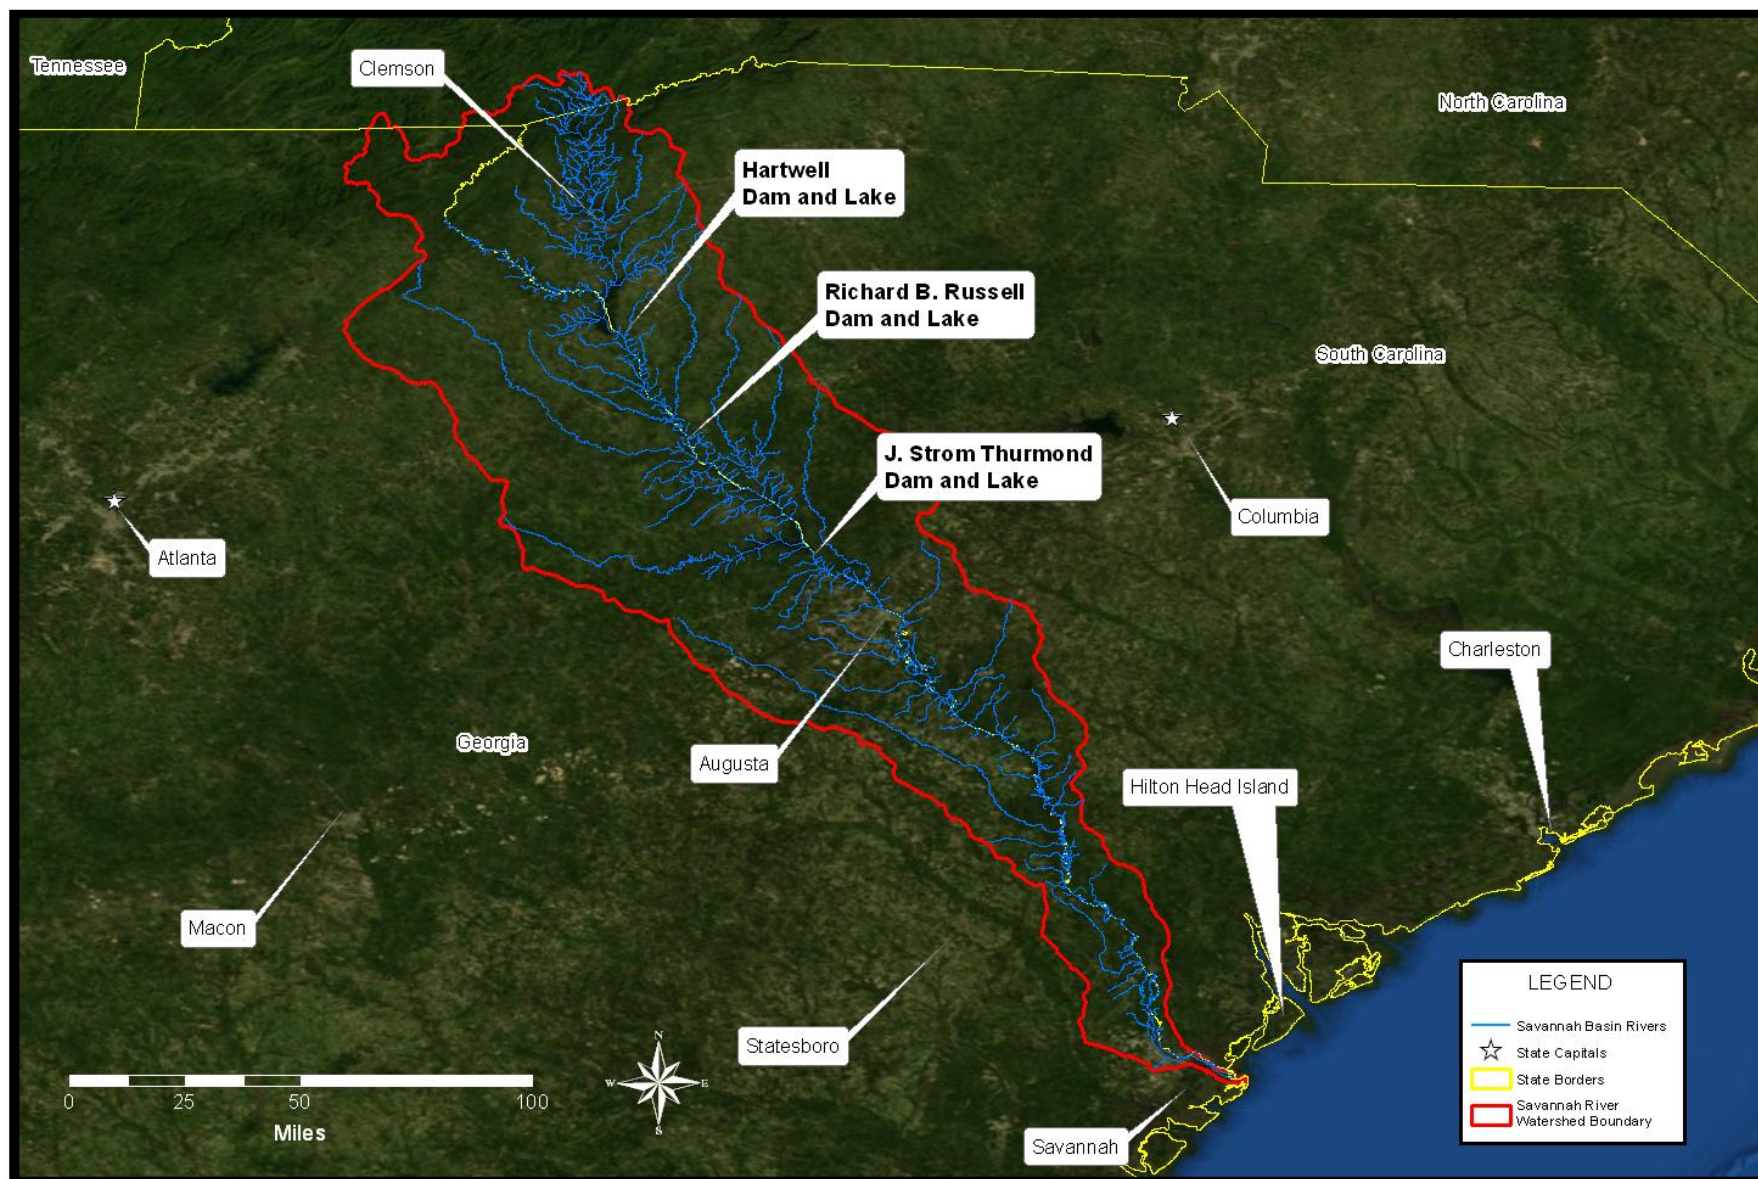 Tennessee
Clemson
North Carolina
Hartwell
Dam and Lake
Richard B. Russell
Dam and Lake
South Carolina
J. Strom Thurmond
Dam and Lake
Columbia
Atlanta
Charleston
Georgia
Augusta
Hilton Head Island
Macon
Statesboro
Savannah
N
W
E
S
0
25
50
100
Miles
LEGEND
Savannah Basin Rivers
State Capitals
State Borders
Savannah River
Watershed Boundary